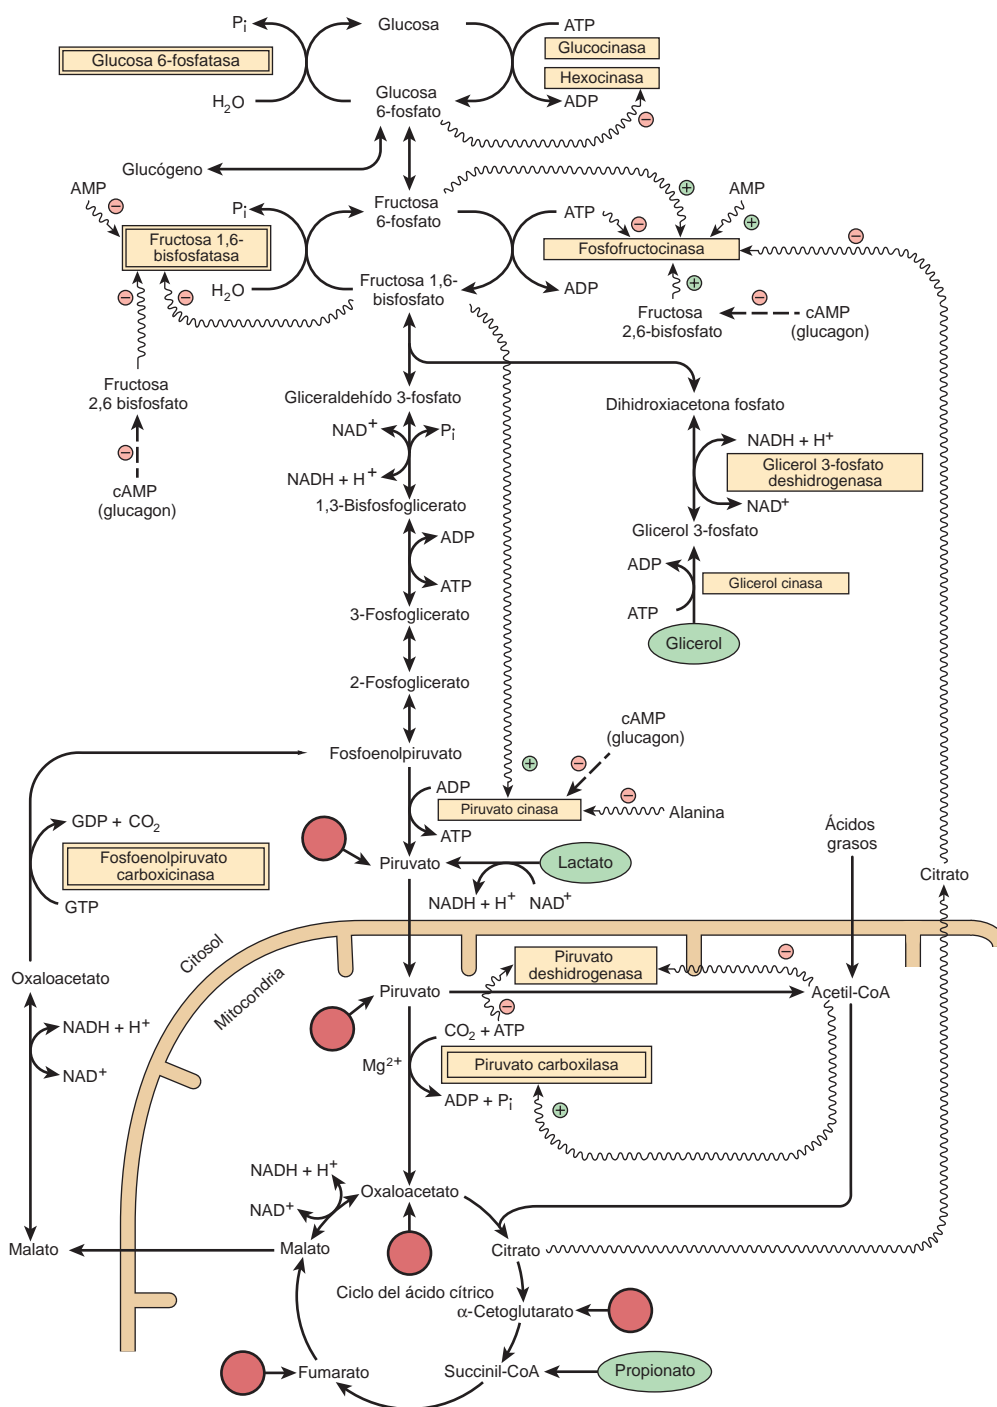 Glucosa
P i
ATP
Glucosa 6-fosfatasa
Glucocinasa
Hexocinasa
H2O
Glucosa
6-fosfato
ADP
−
Glucógeno
AMP
−
Fructosa
6-fosfato
+
AMP
P i
ATP
−
+
−
Fructosa 1,6-
bisfosfatasa
Fosfofructocinasa
H2O
Fructosa 1,6-
bisfosfato
ADP
−
−
+
−
Fructosa
2,6-bisfosfato
cAMP
(glucagon)
Fructosa
2,6 bisfosfato
−
cAMP
(glucagon)
Gliceraldehído 3-fosfato
Dihidroxiacetona fosfato
NAD+
P i
NADH + H+
NADH + H+
Glicerol 3-fosfato
deshidrogenasa
NAD+
1,3-Bisfosfoglicerato
Glicerol 3-fosfato
ADP
ATP
ADP
Glicerol cinasa
ATP
3-Fosfoglicerato
Glicerol
2-Fosfoglicerato
cAMP
(glucagon)
Fosfoenolpiruvato
+
−
ADP
Piruvato cinasa
−
Alanina
ATP
GDP + CO2
Fosfoenolpiruvato
carboxicinasa
GTP
Ácidos
grasos
Piruvato
Lactato
Citrato
NADH + H+
NAD+
Citosol
Mitocondria
Oxaloacetato
Piruvato
deshidrogenasa
−
Piruvato
−
Acetil-CoA
NADH + H+
NAD+
CO2 + ATP
Mg2+
Piruvato carboxilasa
ADP + Pi
+
NADH + H+
Oxaloacetato
NAD+
Malato
Malato
Citrato
Ciclo del ácido cítrico
α-Cetoglutarato
Fumarato
Succinil-CoA
Propionato